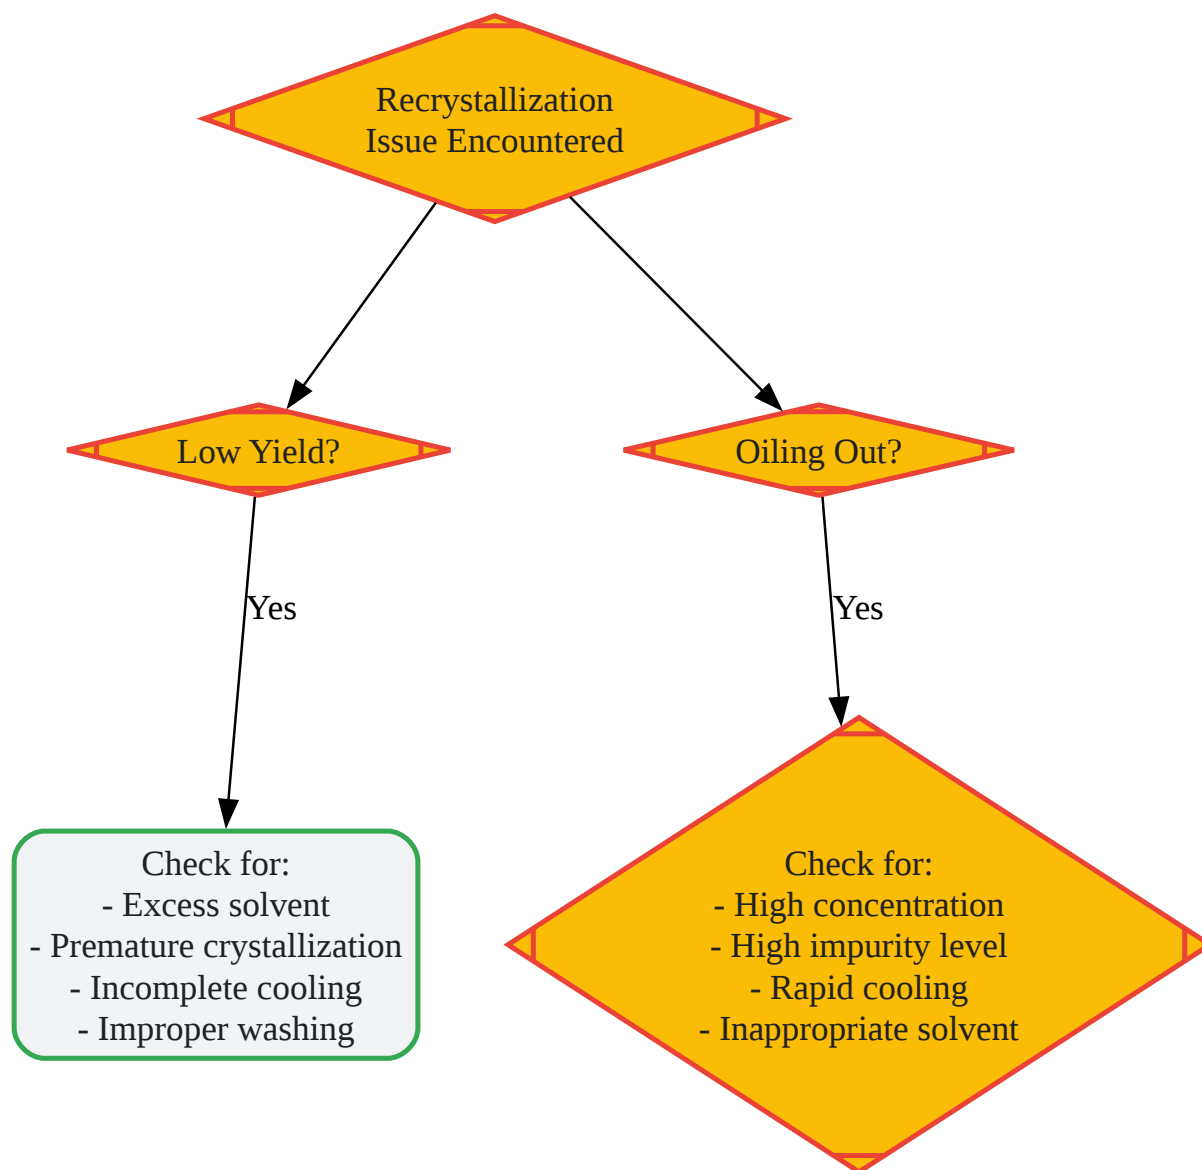 Recrystallization
Issue Encountered
Low Yield?
Oiling Out?
Yes
Yes
Check for:
- Excess solvent
- Premature crystallization
- Incomplete cooling
- Improper washing
Check for:
- High concentration
- High impurity level
- Rapid cooling
- Inappropriate solvent